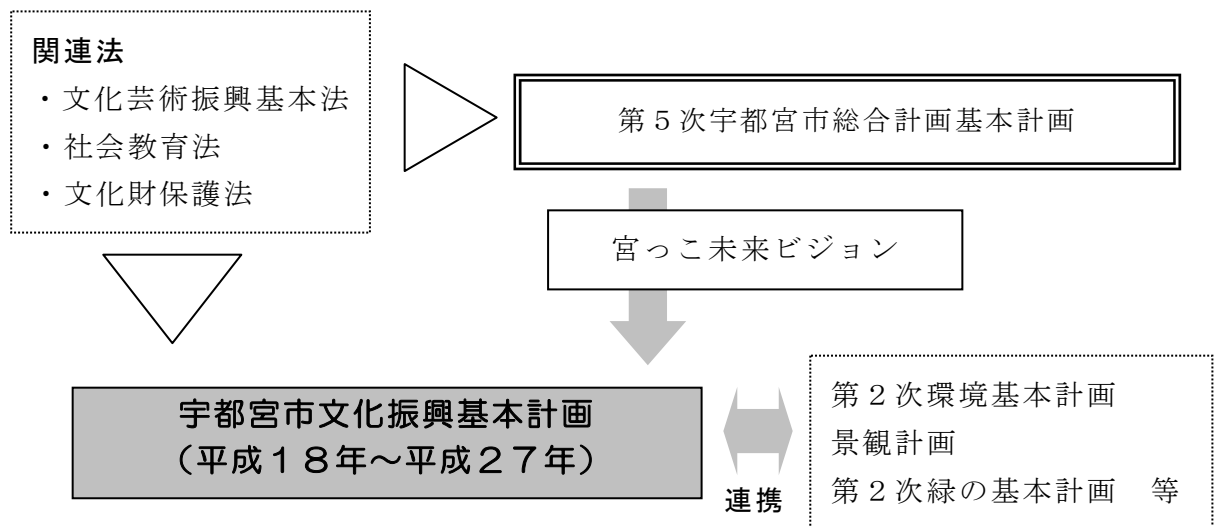 関連法
・文化芸術振興基本法
・社会教育法
・文化財保護法
第５次宇都宮市総合計画基本計画
宮っこ未来ビジョン
宇都宮市文化振興基本計画
（平成１８年～平成２７年）
連携
第２次環境基本計画
景観計画
第２次緑の基本計画　等